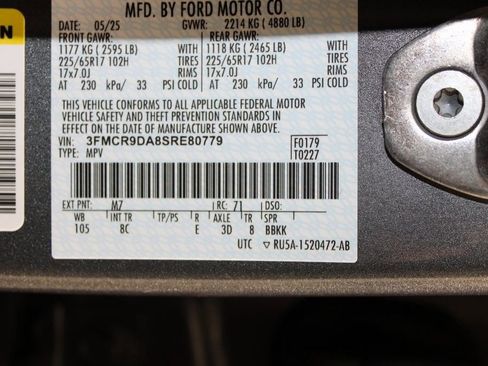 MFD. BY FORD MOTOR CO.
DATE: 05/25 GVWR: 2214 KG ( 4880 LB)
FRONT GAWR: REAR GAWR:
1177 KG ( 2595 LB) WITH 1118 KG ( 2465 LB) WITH
225/65R17 102H TIRES 225/65R17 102H TIRES
17x7.0J RIMS 17x7.0J RIMS
AT 230 kPa/ 33 PSI COLD AT 230 kPa/ 33 PSI COLD
THIS VEHICLE CONFORMS TO ALL APPLICABLE FEDERAL MOTOR
VEHICLE SAFETY AND THEFT PREVENTION STANDARDS IN
EFFECT ON THE DATE OF MANUFACTURE SHOWN ABOVE.
VIN: 3FMCR9DA8SRE80779 F0179
TYPE: MPV T0227
EXT PNT: M7 RC: 71 DSO:
WB INT TR TP/PS R AXLE TR SPR
105 8C E 3D 8 BBKK
UTC ▽ RU5A-1520472-AB